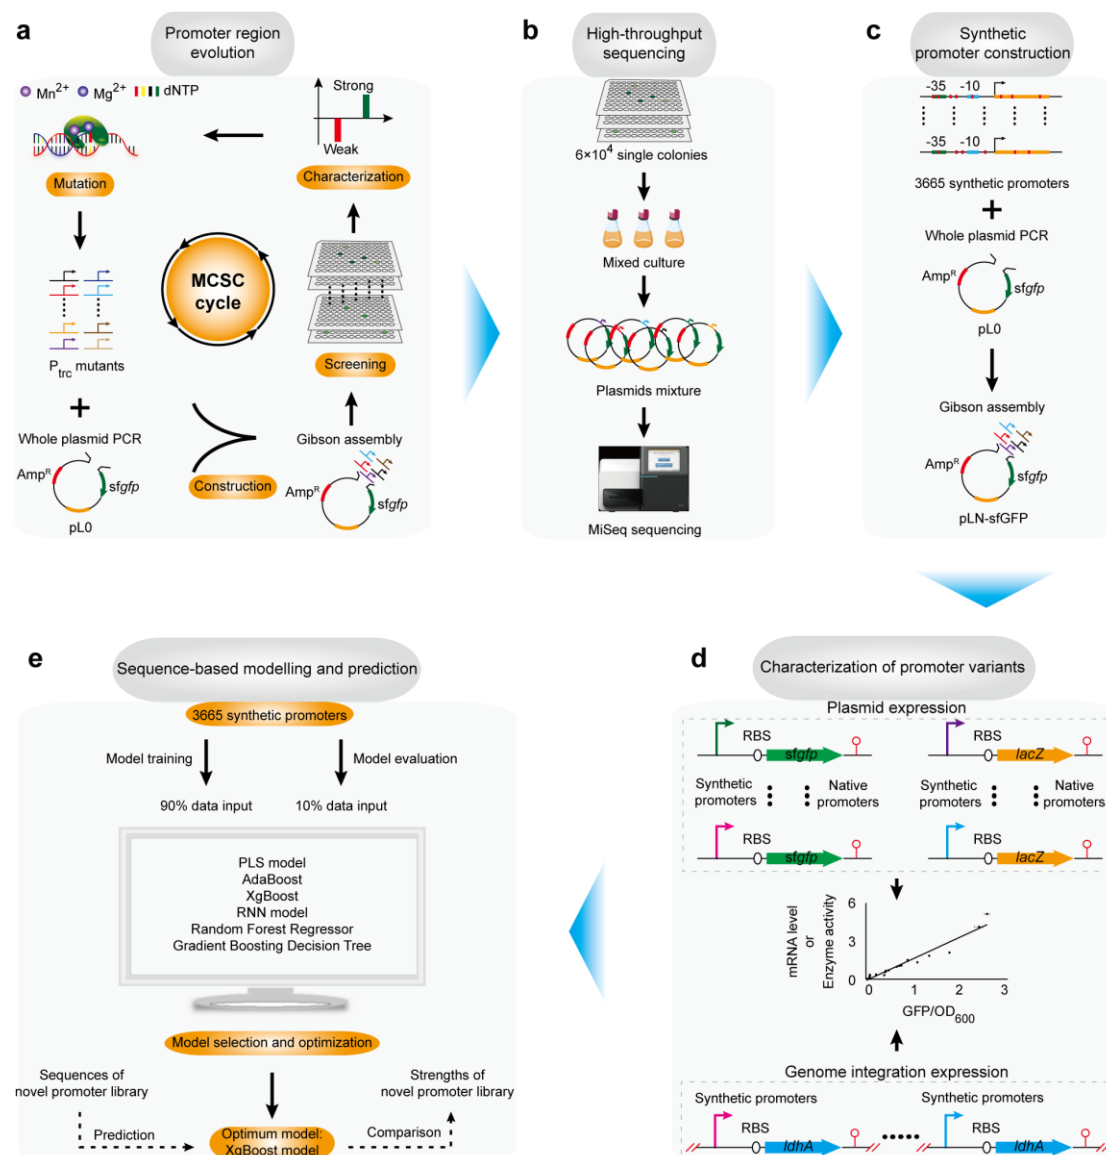 a
Promoter region
evolution
Mn2+
Mg2+
dNTP
Strong
Weak
Mutation
Characterization
MCSC
cycle
Ptrc mutants
Screening
Whole plasmid PCR
Gibson assembly
AmpR
sfgfp
pL0
Construction
AmpR
sfgfp
b
High-throughput
sequencing
6×10^4 single colonies
Mixed culture
Plasmids mixture
MiSeq sequencing
c
Synthetic
promoter construction
-35
-10
-35
-10
3665 synthetic promoters
Whole plasmid PCR
AmpR
sfgfp
pL0
Gibson assembly
AmpR
sfgfp
pLN-sfGFP
e
Sequence-based modelling and prediction
3665 synthetic promoters
Model training
Model evaluation
90% data input
10% data input
PLS model
AdaBoost
XgBoost
RNN model
Random Forest Regressor
Gradient Boosting Decision Tree
Model selection and optimization
Sequences of
novel promoter library
Strengths of
novel promoter library
Prediction
Comparison
Optimum model:
XgBoost model
d
Characterization of promoter variants
Plasmid expression
RBS
sfgfp
RBS
lacZ
Synthetic
promoters
Native
promoters
Synthetic
promoters
Native
promoters
RBS
sfgfp
RBS
lacZ
mRNA level
or
Enzyme activity
6
3
0
0
1
2
3
GFP/OD600
Genome integration expression
Synthetic promoters
Synthetic promoters
RBS
ldhA
RBS
ldhA